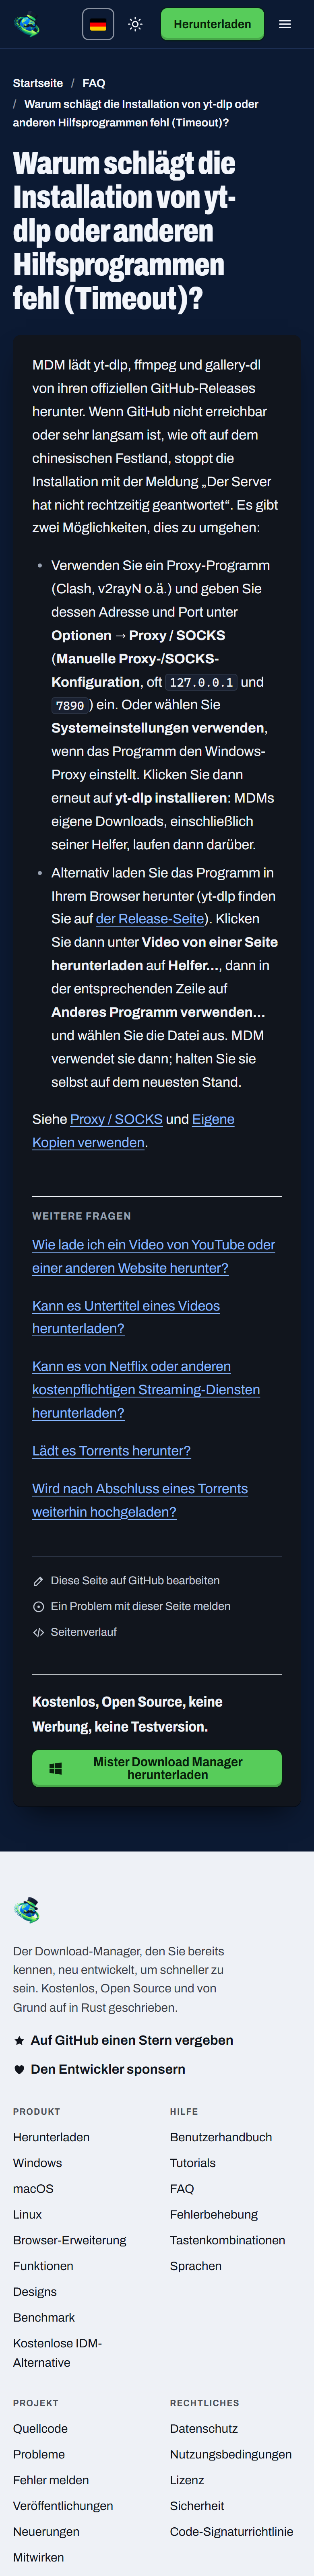 Herunterladen
Startseite / FAQ
/ Warum schlägt die Installation von yt-dlp oder
anderen Hilfsprogrammen fehl (Timeout)?
Warum schlägt die
Installation von yt-
dlp oder anderen
Hilfsprogrammen
fehl (Timeout)?
MDM lädt yt-dlp, ffmpeg und gallery-dl
von ihren offiziellen GitHub-Releases
herunter. Wenn GitHub nicht erreichbar
oder sehr langsam ist, wie oft auf dem
chinesischen Festland, stoppt die
Installation mit der Meldung „Der Server
hat nicht rechtzeitig geantwortet“. Es gibt
zwei Möglichkeiten, dies zu umgehen:
• Verwenden Sie ein Proxy-Programm
(Clash, v2rayN o.ä.) und geben Sie
dessen Adresse und Port unter
Optionen → Proxy / SOCKS
(Manuelle Proxy-/SOCKS-
Konfiguration, oft 127.0.0.1 und
7890) ein. Oder wählen Sie
Systemeinstellungen verwenden,
wenn das Programm den Windows-
Proxy einstellt. Klicken Sie dann
erneut auf yt-dlp installieren: MDMs
eigene Downloads, einschließlich
seiner Helfer, laufen dann darüber.
• Alternativ laden Sie das Programm in
Ihrem Browser herunter (yt-dlp finden
Sie auf der Release-Seite). Klicken
Sie dann unter Video von einer Seite
herunterladen auf Helfer…, dann in
der entsprechenden Zeile auf
Anderes Programm verwenden…
und wählen Sie die Datei aus. MDM
verwendet sie dann; halten Sie sie
selbst auf dem neuesten Stand.
Siehe Proxy / SOCKS und Eigene
Kopien verwenden.
WEITERE FRAGEN
Wie lade ich ein Video von YouTube oder
einer anderen Website herunter?
Kann es Untertitel eines Videos
herunterladen?
Kann es von Netflix oder anderen
kostenpflichtigen Streaming-Diensten
herunterladen?
Lädt es Torrents herunter?
Wird nach Abschluss eines Torrents
weiterhin hochgeladen?
Diese Seite auf GitHub bearbeiten
Ein Problem mit dieser Seite melden
Seitenverlauf
Kostenlos, Open Source, keine
Werbung, keine Testversion.
Mister Download Manager
herunterladen
Der Download-Manager, den Sie bereits
kennen, neu entwickelt, um schneller zu
sein. Kostenlos, Open Source und von
Grund auf in Rust geschrieben.
Auf GitHub einen Stern vergeben
Den Entwickler sponsern
PRODUKT
Herunterladen
Windows
macOS
Linux
Browser-Erweiterung
Funktionen
Designs
Benchmark
Kostenlose IDM-
Alternative
HILFE
Benutzerhandbuch
Tutorials
FAQ
Fehlerbehebung
Tastenkombinationen
Sprachen
PROJEKT
Quellcode
Probleme
Fehler melden
Veröffentlichungen
Neuerungen
Mitwirken
RECHTLICHES
Datenschutz
Nutzungsbedingungen
Lizenz
Sicherheit
Code-Signaturrichtlinie